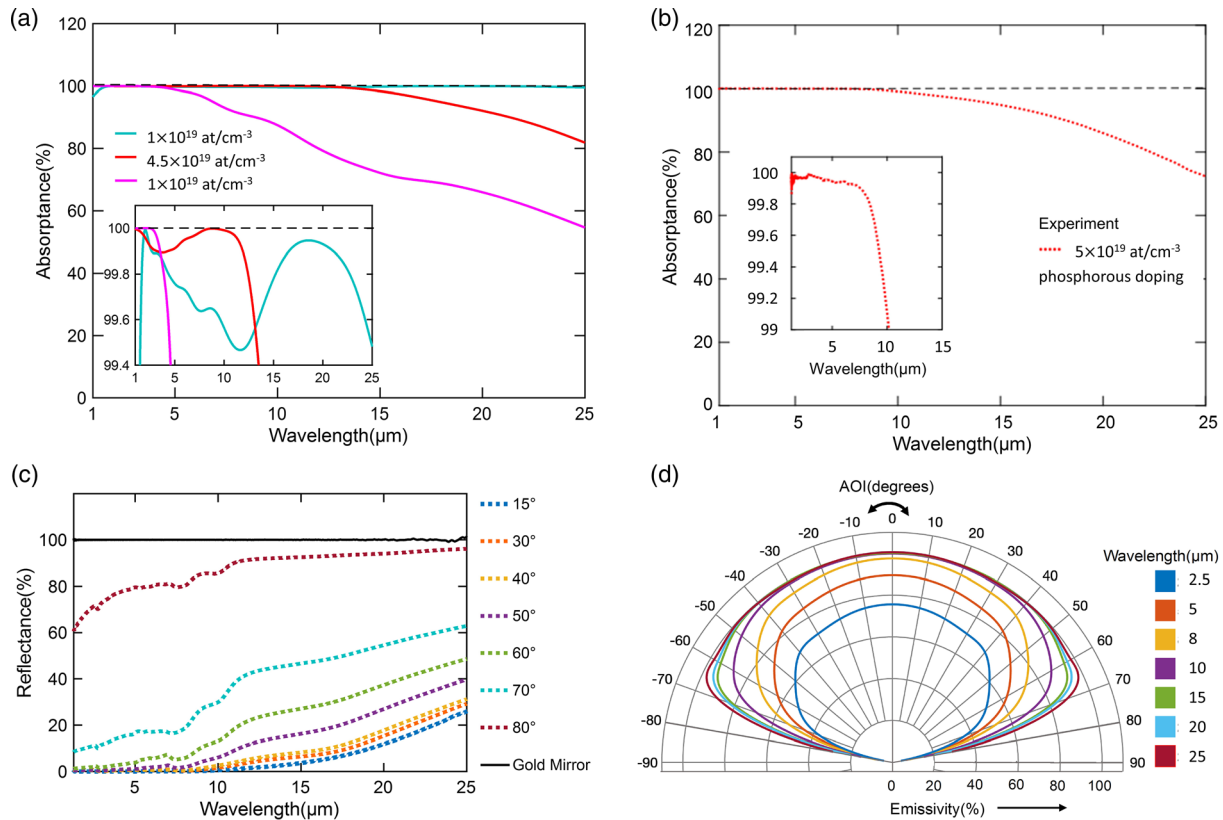 (a)
120
100
80
60
40
20
0
Absorptance(%)
1×10¹⁹ at/cm⁻³
4.5×10¹⁹ at/cm⁻³
1×10¹⁹ at/cm⁻³
1 5 10 15 20 25
100
99.8
99.6
99.4
1 5 10 15 20 25
1 5 10 15 20 25
Wavelength(μm)
(b)
120
100
80
60
40
20
0
Absorptance(%)
100
99.8
99.6
99.4
99.2
99
5 10 15
Wavelength(μm)
Experiment
5×10¹⁹ at/cm⁻³
phosphorous doping
1 5 10 15 20 25
Wavelength(μm)
(c)
100
80
60
40
20
0
Reflectance(%)
5 10 15 20 25
Wavelength(μm)
15°
30°
40°
50°
60°
70°
80°
Gold Mirror
(d)
AOI(degrees)
-90 -80 -70 -60 -50 -40 -30 -20 -10 0 10 20 30 40 50 60 70 80 90
0 20 40 60 80 100
Emissivity(%)
Wavelength(μm)
2.5
5
8
10
15
20
25